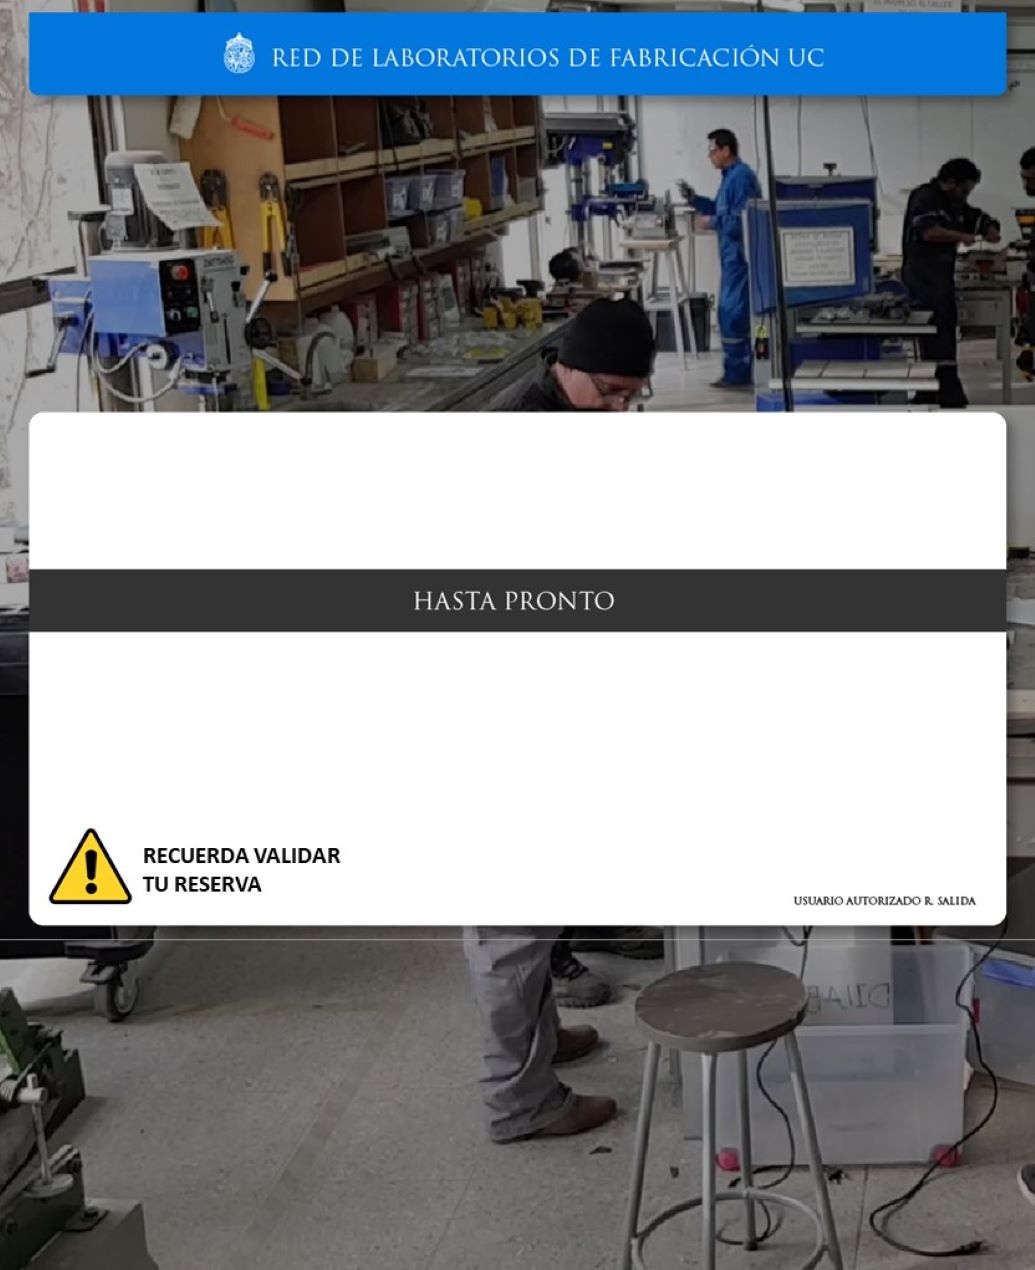 RED DE LABORATORIOS DE FABRICACIÓN UC
HASTA PRONTO
RECUERDA VALIDAR
TU RESERVA
USUARIO AUTORIZADO R. SALIDA